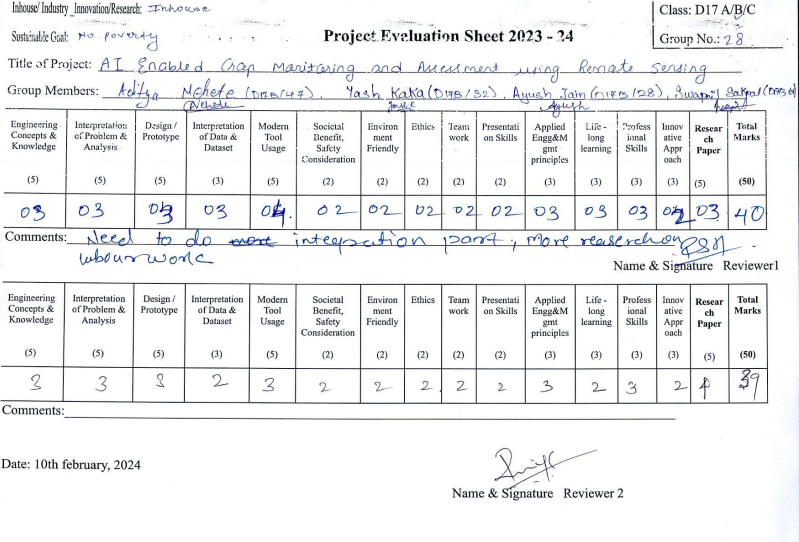 Inhouse/ Industry_Innovation/Research: Inhouse
Class: D17 A/B/C
Sustainable Goal: No poverty
Project Evaluation Sheet 2023 - 24
Group No.: 28
Title of Project: AI Enabled Crop Monitoring and Assessment using Remote Sensing
Group Members: Aditya Nehete (D17B/47), Yash Kaka (D17B/32), Ayush Jain (D17B/28), Swapnil Sakpal (D17B/
Engineering Concepts & Knowledge Interpretation of Problem & Analysis Design / Prototype Interpretation of Data & Dataset Modern Tool Usage Societal Benefit, Safety Consideration Environ ment Friendly Ethics Team work Presentati on Skills Applied Engg&M gmt principles Life - long learning Profess ional Skills Innov ative Appr oach Resear ch Paper Total Marks
(5) (5) (5) (3) (5) (2) (2) (2) (2) (2) (3) (3) (3) (3) (5) (50)
03 03 03 03 04 02 02 02 02 02 03 03 03 02 03 40
Comments: Need to do more integration part, more reaserch on
labour work
Name & Signature Reviewer1
Engineering Concepts & Knowledge Interpretation of Problem & Analysis Design / Prototype Interpretation of Data & Dataset Modern Tool Usage Societal Benefit, Safety Consideration Environ ment Friendly Ethics Team work Presentati on Skills Applied Engg&M gmt principles Life - long learning Profess ional Skills Innov ative Appr oach Resear ch Paper Total Marks
(5) (5) (5) (3) (5) (2) (2) (2) (2) (2) (3) (3) (3) (3) (5) (50)
3 3 3 2 3 2 2 2 2 2 3 2 3 2 4 39
Comments:
Date: 10th february, 2024
Name & Signature Reviewer 2